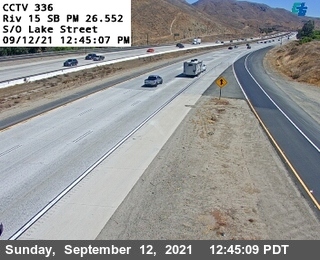 CCTV 336
Riv 15 SB PM 26.552
S/O Lake Street
09/12/21 12:45:07 PM
Sunday, September 12, 2021 12:45:09 PDT